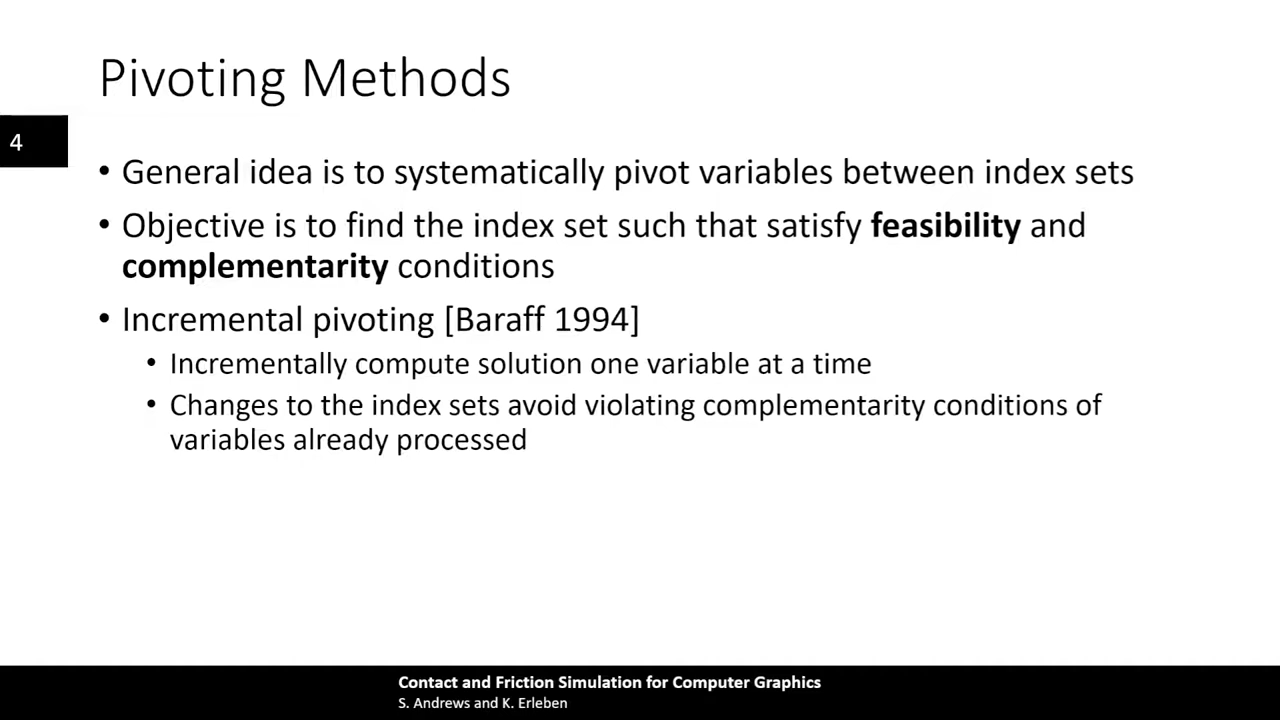 Pivoting Methods
4
• General idea is to systematically pivot variables between index sets
• Objective is to find the index set such that satisfy feasibility and
complementarity conditions
• Incremental pivoting [Baraff 1994]
• Incrementally compute solution one variable at a time
• Changes to the index sets avoid violating complementarity conditions of
variables already processed
Contact and Friction Simulation for Computer Graphics
S. Andrews and K. Erleben